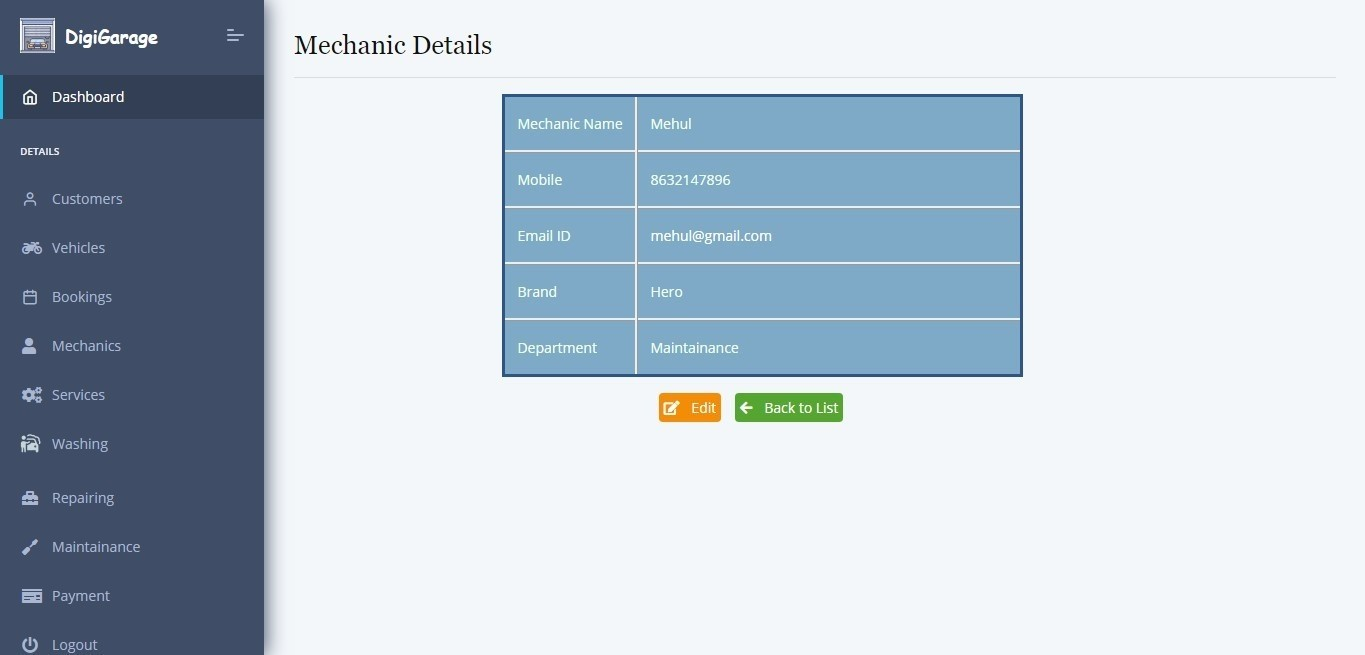 DigiGarage
Dashboard
DETAILS
Customers
Vehicles
Bookings
Mechanics
Services
Washing
Repairing
Maintainance
Payment
Logout
Mechanic Details
Mechanic Name Mehul
Mobile 8632147896
Email ID mehul@gmail.com
Brand Hero
Department Maintainance
Edit Back to List